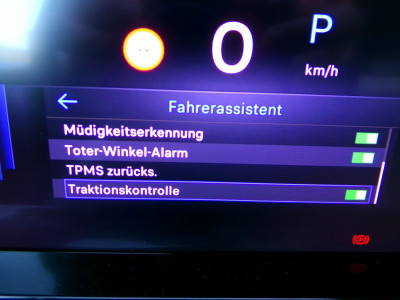 0
P
km/h
Fahrerassistent
Müdigkeitserkennung
Toter-Winkel-Alarm
TPMS zurücks.
Traktionskontrolle